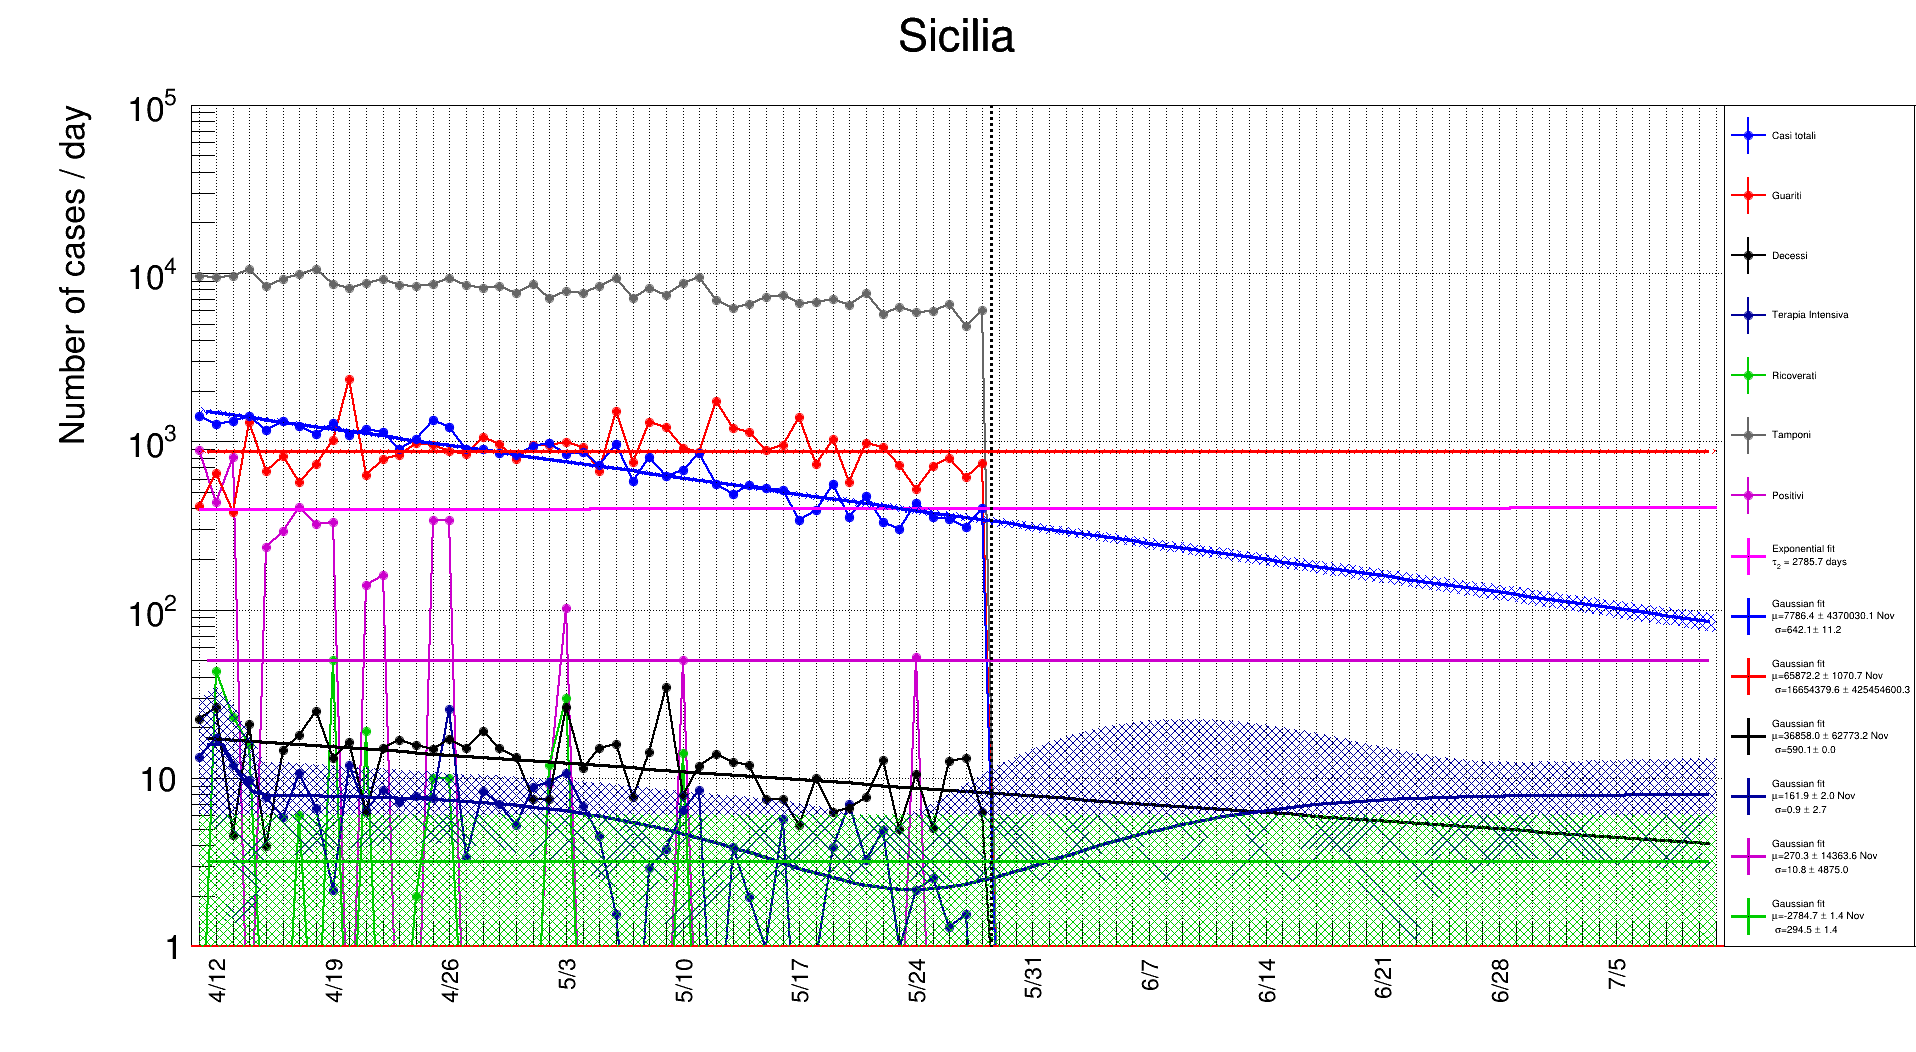 Sicilia
Number of cases / day
10^5
10^4
10^3
10^2
10
1
4/12
4/19
4/26
5/3
5/10
5/17
5/24
5/31
6/7
6/14
6/21
6/28
7/5
Casi totali
Guariti
Decessi
Terapia Intensiva
Ricoverati
Tamponi
Positivi
Exponential fit
τ₂ = 2785.7 days
Gaussian fit
μ=7786.4 ± 4370030.1 Nov
σ=642.1 ± 11.2
Gaussian fit
μ=65872.2 ± 1070.7 Nov
σ=16654379.6 ± 425454600.3
Gaussian fit
μ=36858.0 ± 62773.2 Nov
σ=590.1 ± 0.0
Gaussian fit
μ=161.9 ± 2.0 Nov
σ=0.9 ± 2.7
Gaussian fit
μ=270.3 ± 14363.6 Nov
σ=10.8 ± 4875.0
Gaussian fit
μ=-2784.7 ± 1.4 Nov
σ=294.5 ± 1.4